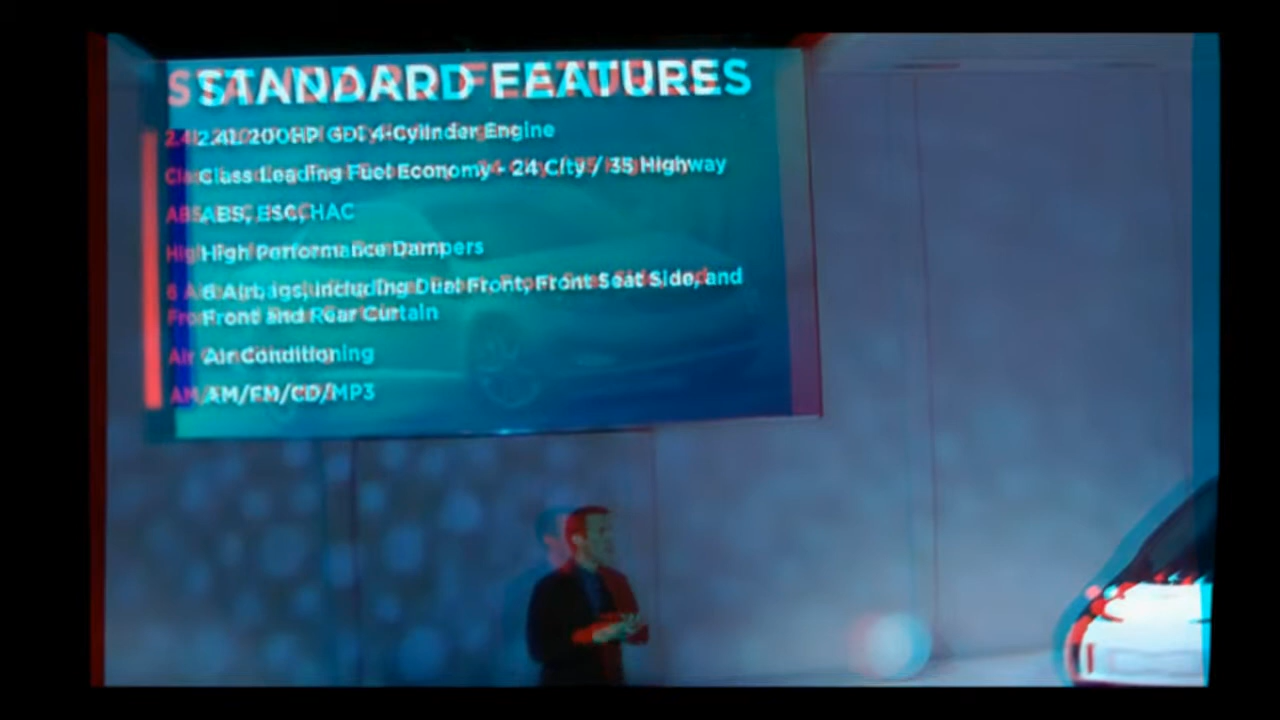 STANDARD FEATURES
2.4L 200 HP GDI 4-Cylinder Engine
Class Leading Fuel Economy - 24 City / 35 Highway
ABS, ESC, HAC
High Performance Dampers
6 Airbags, including Dual Front, Front Seat Side, and
Front and Rear Curtain
Air Conditioning
AM/FM/CD/MP3